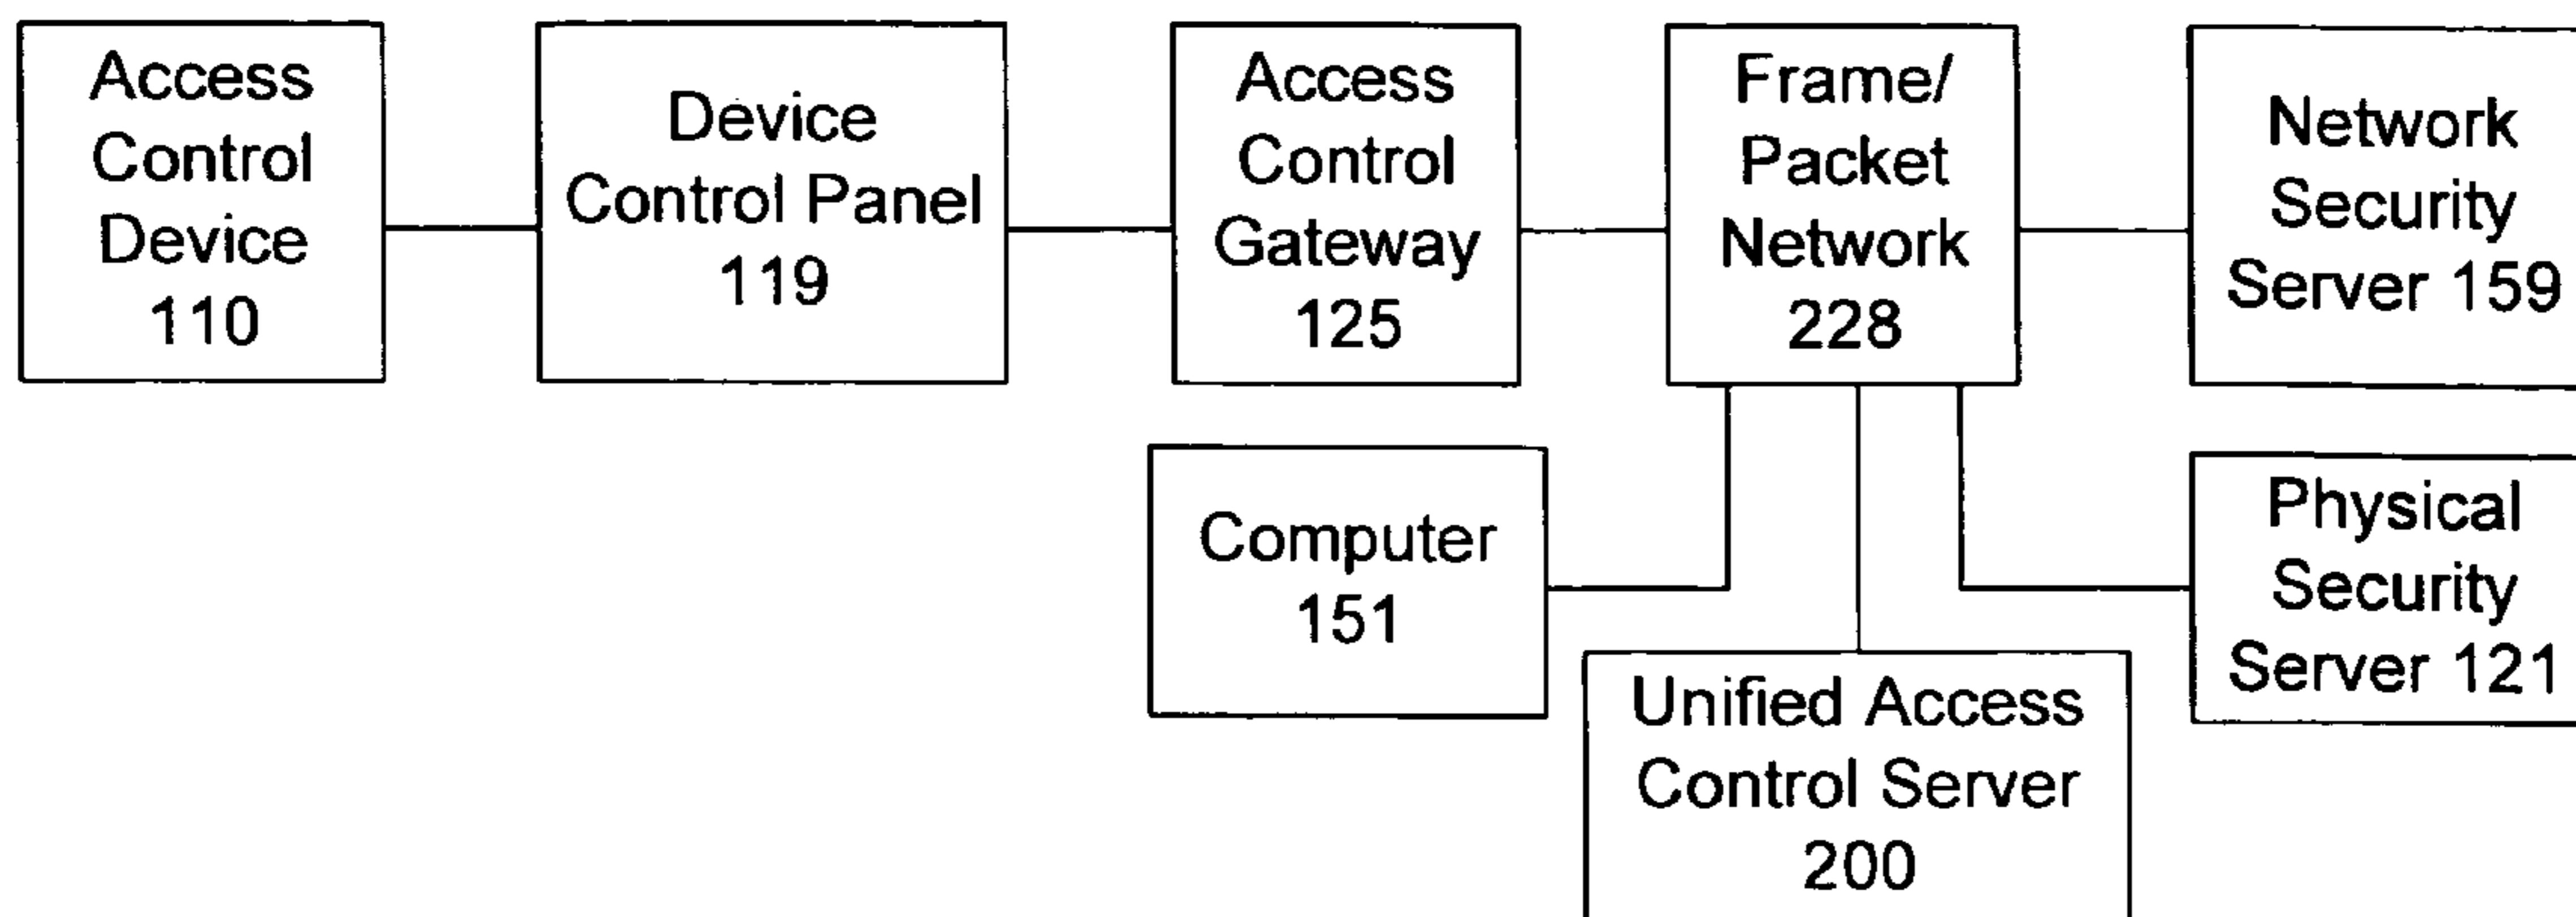 Access
Control
Device
110
Device
Control Panel
119
Access
Control
Gateway
125
Frame/
Packet
Network
228
Network
Security
Server 159
Computer
151
Unified Access
Control Server
200
Physical
Security
Server 121